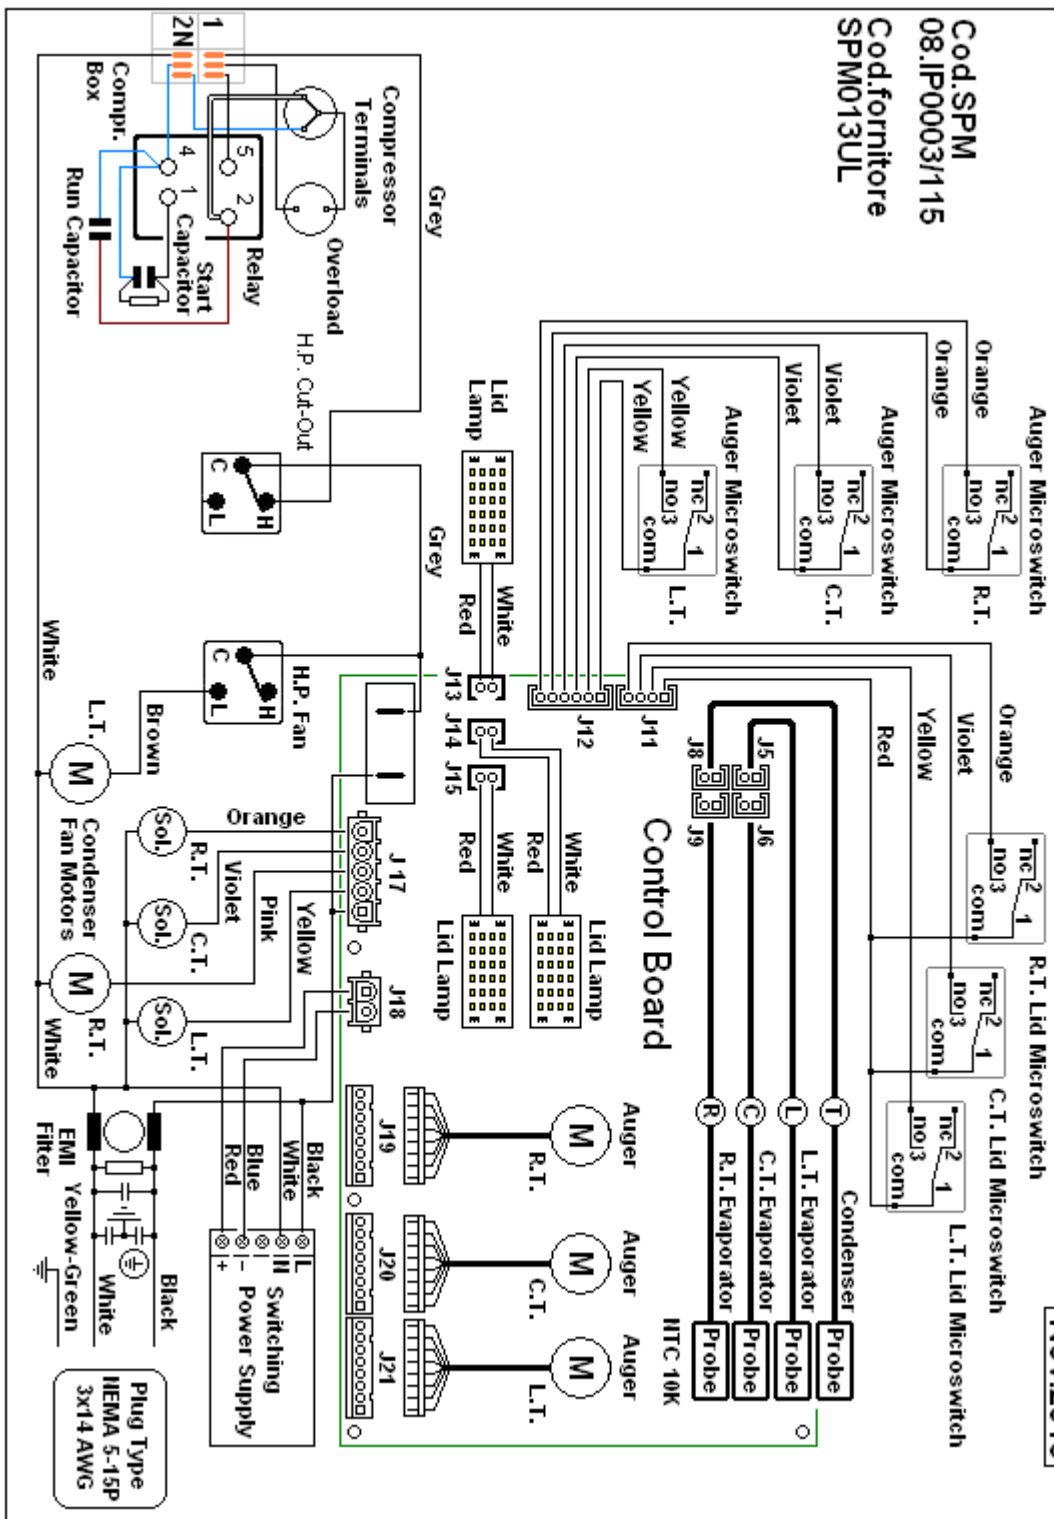 Cod.SPM
08.IP0003/115
Cod.fornitore
SPM013UL
1
2N
Compr.
Box
Compressor
Terminals
Overload
5
2
4
1
Relay
Start
Capacitor
Run Capacitor
Grey
H.P. Cut-Out
C
H
L
Grey
H.P. Fan
C
H
L
White
Brown
L.T.
M
Condenser
Fan Motors
M
R.T.
White
Sol.
R.T.
Sol.
C.T.
Sol.
L.T.
Orange
Violet
Pink
Yellow
Lid
Lamp
White
Red
J13
J14
J15
White
Red
White
Red
Lid Lamp
Lid Lamp
J 17
J18
Orange
Orange
Violet
Violet
Yellow
Yellow
Auger Microswitch
nc 2
no 3
1
com
R.T.
Auger Microswitch
nc 2
no 3
1
com
C.T.
Auger Microswitch
nc 2
no 3
1
com
L.T.
J12
J11
Orange
Violet
Yellow
Red
nc 2
no 3
1
com
R.T. Lid Microswitch
nc 2
no 3
1
com
C.T. Lid Microswitch
nc 2
no 3
1
com
L.T. Lid Microswitch
J8
J5
J9
J6
Control Board
T
L
C
R
Condenser
L.T. Evaporator
C.T. Evaporator
R.T. Evaporator
Probe
Probe
Probe
Probe
NTC 10K
J19
J20
J21
Auger
M
R.T.
Auger
M
C.T.
Auger
M
L.T.
Black
White
Blue
Red
L
N
-
+
Switching
Power Supply
EMI
Filter
Yellow-Green
Black
White
Plug Type
NEMA 5-15P
3x14 AWG